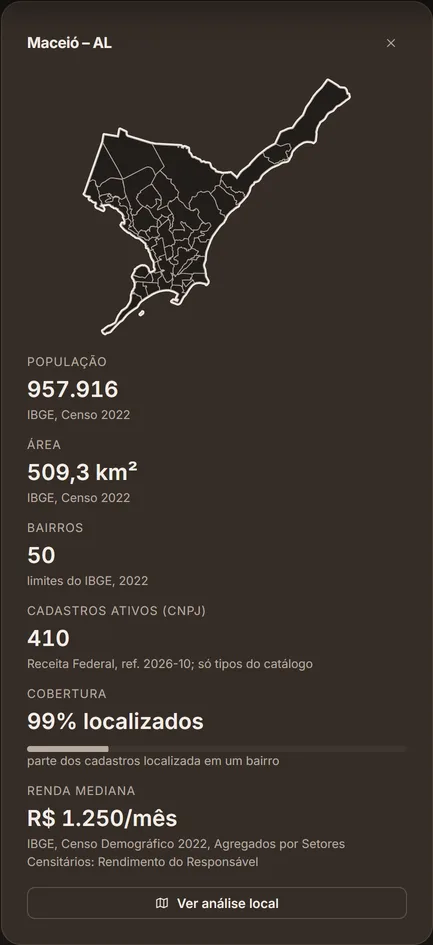 Maceió – AL
POPULAÇÃO
957.916
IBGE, Censo 2022
ÁREA
509,3 km²
IBGE, Censo 2022
BAIRROS
50
limites do IBGE, 2022
CADASTROS ATIVOS (CNPJ)
410
Receita Federal, ref. 2026-10; só tipos do catálogo
COBERTURA
99% localizados
parte dos cadastros localizada em um bairro
RENDA MEDIANA
R$ 1.250/mês
IBGE, Censo Demográfico 2022, Agregados por Setores
Censitários: Rendimento do Responsável
Ver análise local